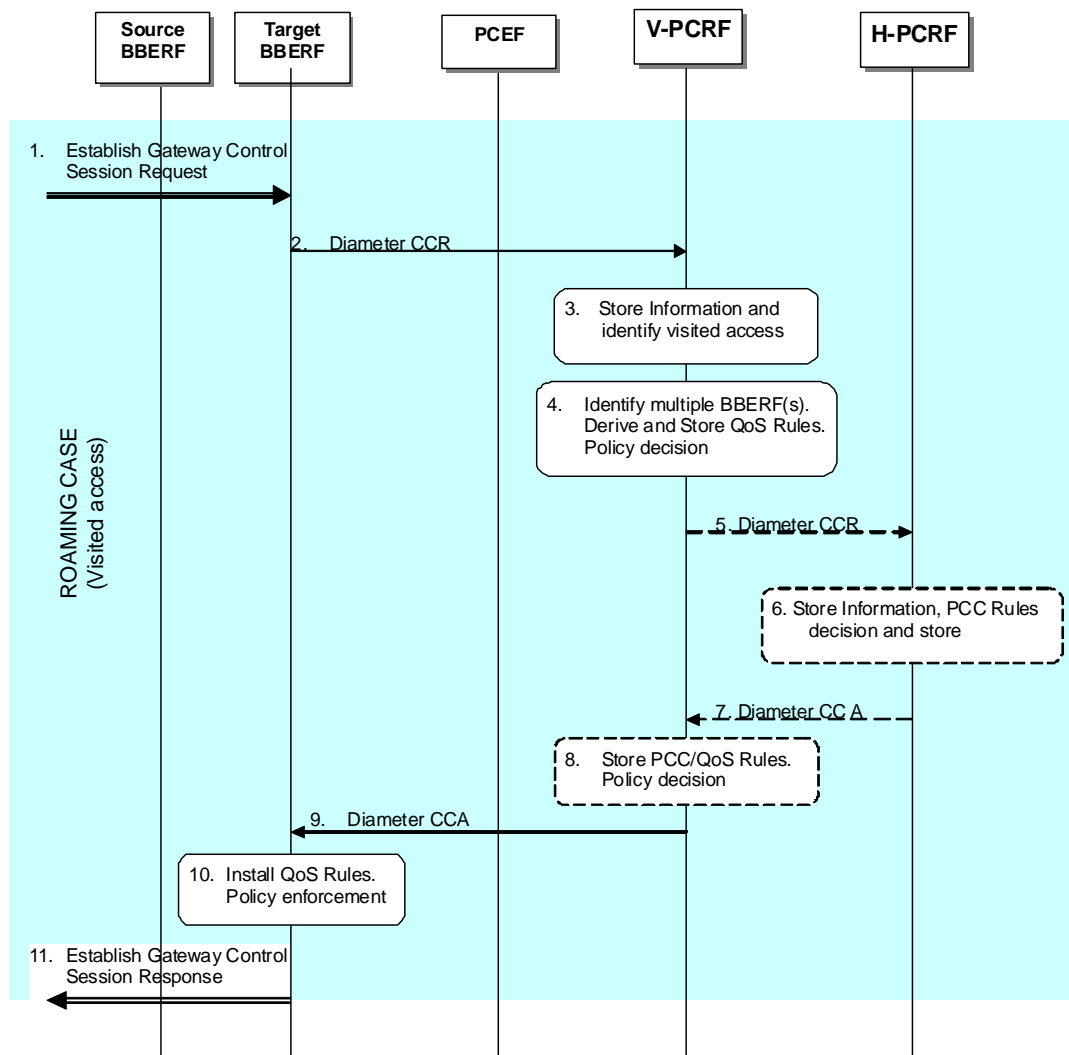 Source
BBERF
Target
BBERF
PCEF
V-PCRF
H-PCRF
1. Establish Gateway Control
Session Request
2. Diameter CCR
3. Store Information and
identify visited access
4. Identify multiple BBERF(s).
Derive and Store QoS Rules.
Policy decision
ROAMING CASE
(Visited access)
5. Diameter CCR
6. Store Information, PCC Rules
decision and store
7. Diameter CC A
8. Store PCC/QoS Rules.
Policy decision
9. Diameter CCA
10. Install QoS Rules.
Policy enforcement
11. Establish Gateway Control
Session Response